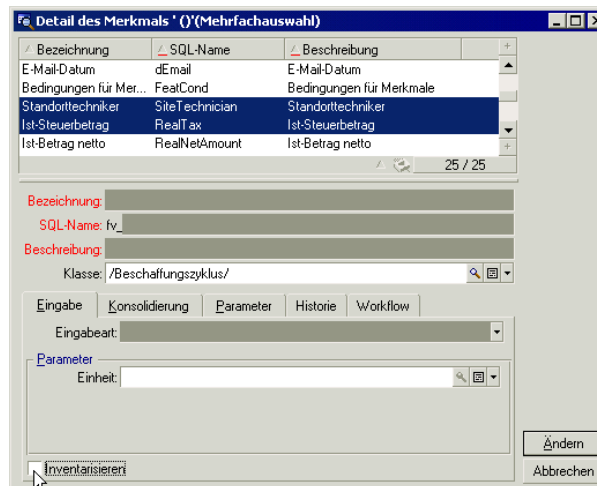 Detail des Merkmals ' ()'(Mehrfachauswahl)
Bezeichnung SQL-Name Beschreibung
E-Mail-Datum dEmail E-Mail-Datum
Bedingungen für Mer... FeatCond Bedingungen für Merkmale
Standorttechniker SiteTechnician Standorttechniker
Ist-Steuerbetrag RealTax Ist-Steuerbetrag
Ist-Betrag netto RealNetAmount Ist-Betrag netto
25 / 25
Bezeichnung:
SQL-Name: fv_
Beschreibung:
Klasse: /Beschaffungszyklus/
Eingabe Konsolidierung Parameter Historie Workflow
Eingabeart:
Parameter
Einheit:
Ändern
Inventarisieren Abbrechen